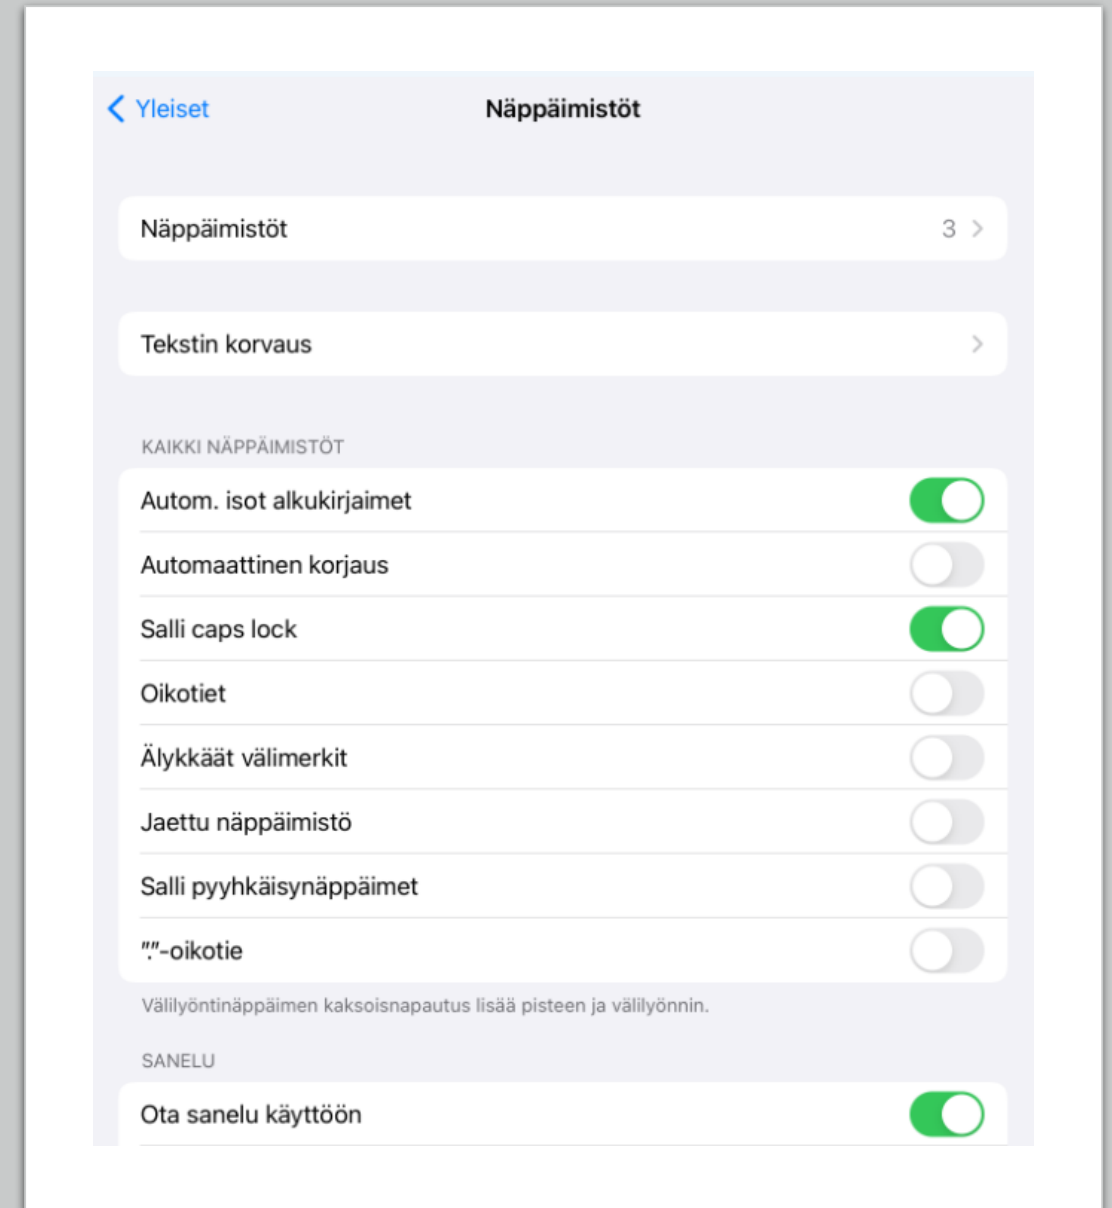 Yleiset
Näppäimistöt
Näppäimistöt 3
Tekstin korvaus
KAIKKI NÄPPÄIMISTÖT
Autom. isot alkukirjaimet
Automaattinen korjaus
Salli caps lock
Oikotiet
Älykkäät välimerkit
Jaettu näppäimistö
Salli pyyhkäisynäppäimet
”.”-oikotie
Välilyöntinäppäimen kaksoisnapautus lisää pisteen ja välilyönnin.
SANELU
Ota sanelu käyttöön